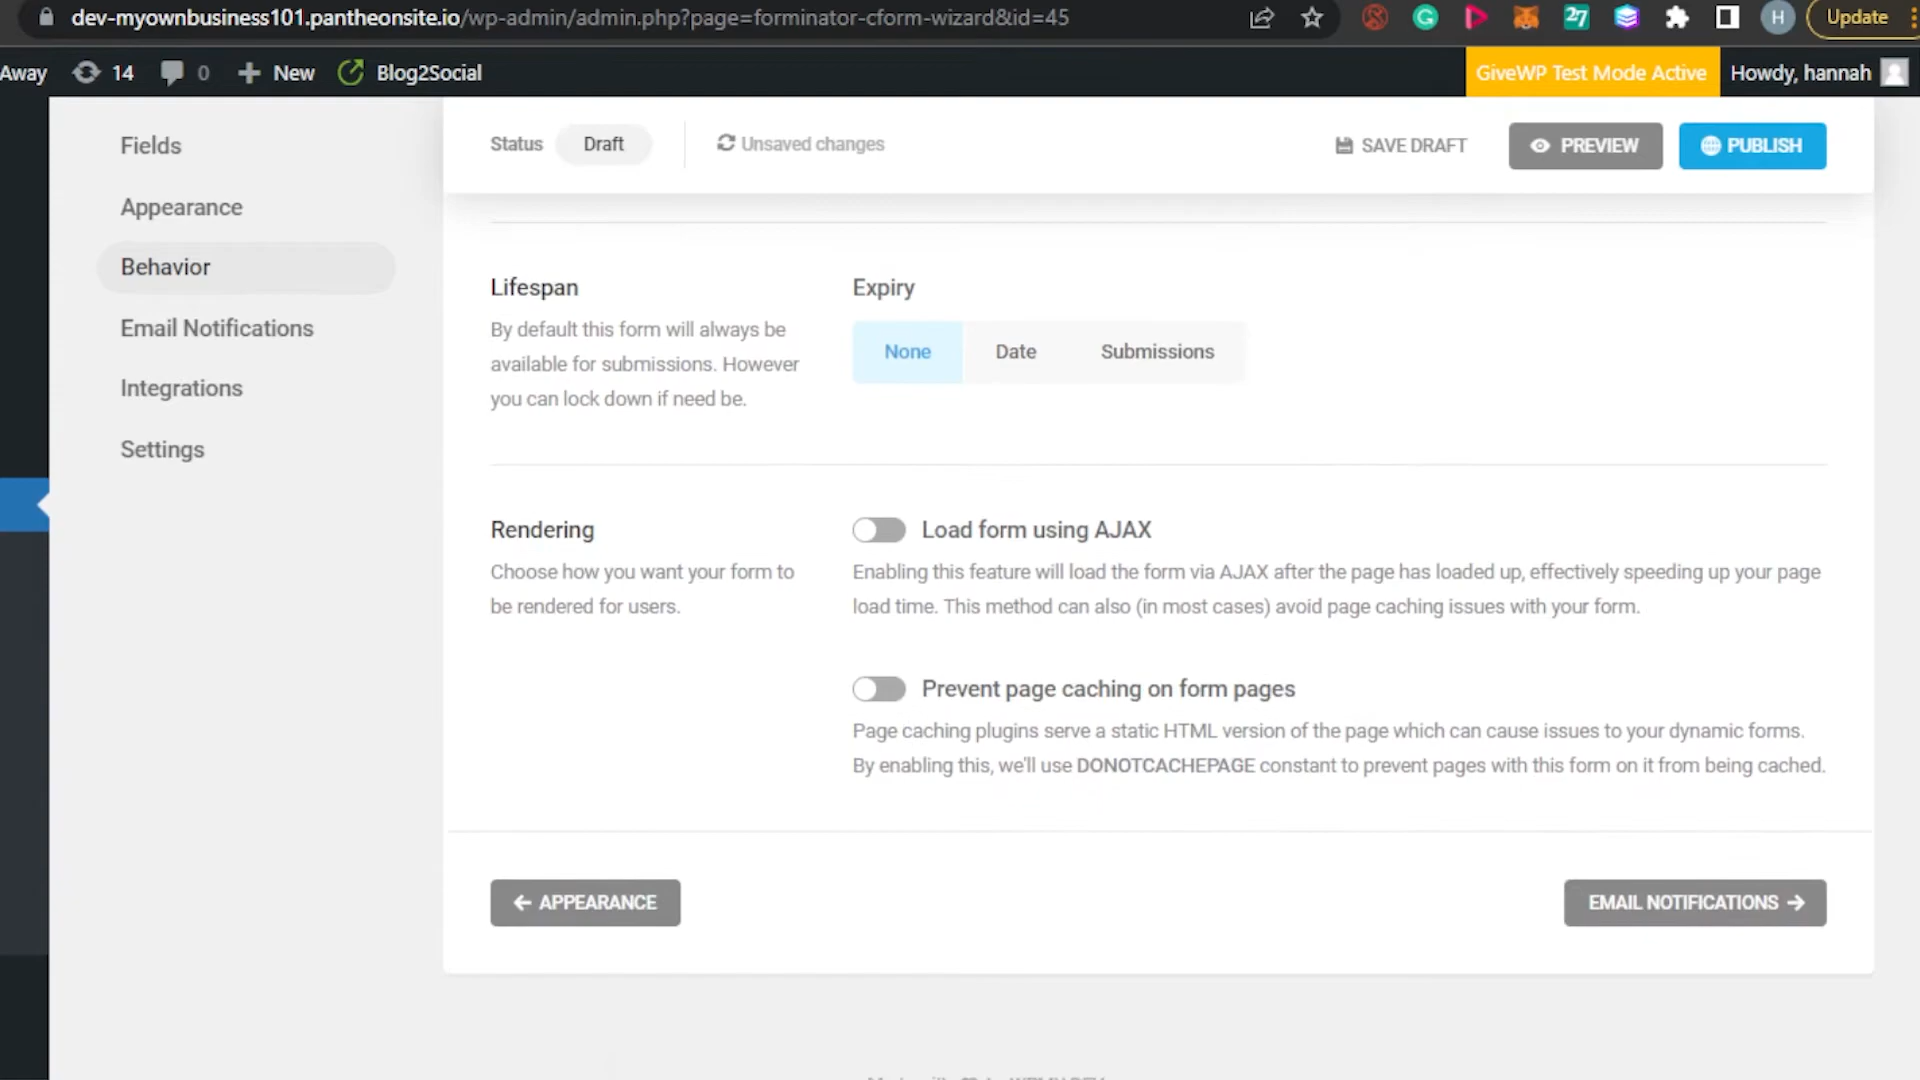 dev-myownbusiness101.pantheonsite.io/wp-admin/admin.php?page=forminator-cform-wizard&id=45
27
H
Update
Away
14
0
New
Blog2Social
GiveWP Test Mode Active
Howdy, hannah
Fields
Appearance
Behavior
Email Notifications
Integrations
Settings
Status
Draft
Unsaved changes
SAVE DRAFT
PREVIEW
PUBLISH
Lifespan
By default this form will always be
available for submissions. However
you can lock down if need be.
Expiry
None
Date
Submissions
Rendering
Choose how you want your form to
be rendered for users.
Load form using AJAX
Enabling this feature will load the form via AJAX after the page has loaded up, effectively speeding up your page
load time. This method can also (in most cases) avoid page caching issues with your form.
Prevent page caching on form pages
Page caching plugins serve a static HTML version of the page which can cause issues to your dynamic forms.
By enabling this, we'll use DONOTCACHEPAGE constant to prevent pages with this form on it from being cached.
APPEARANCE
EMAIL NOTIFICATIONS